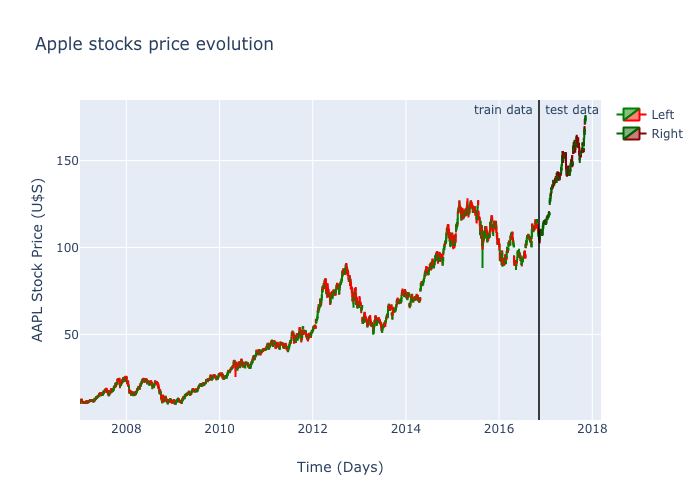 Apple stocks price evolution
train data
test data
Left
Right
150
100
50
AAPL Stock Price (U$S)
2008
2010
2012
2014
2016
2018
Time (Days)